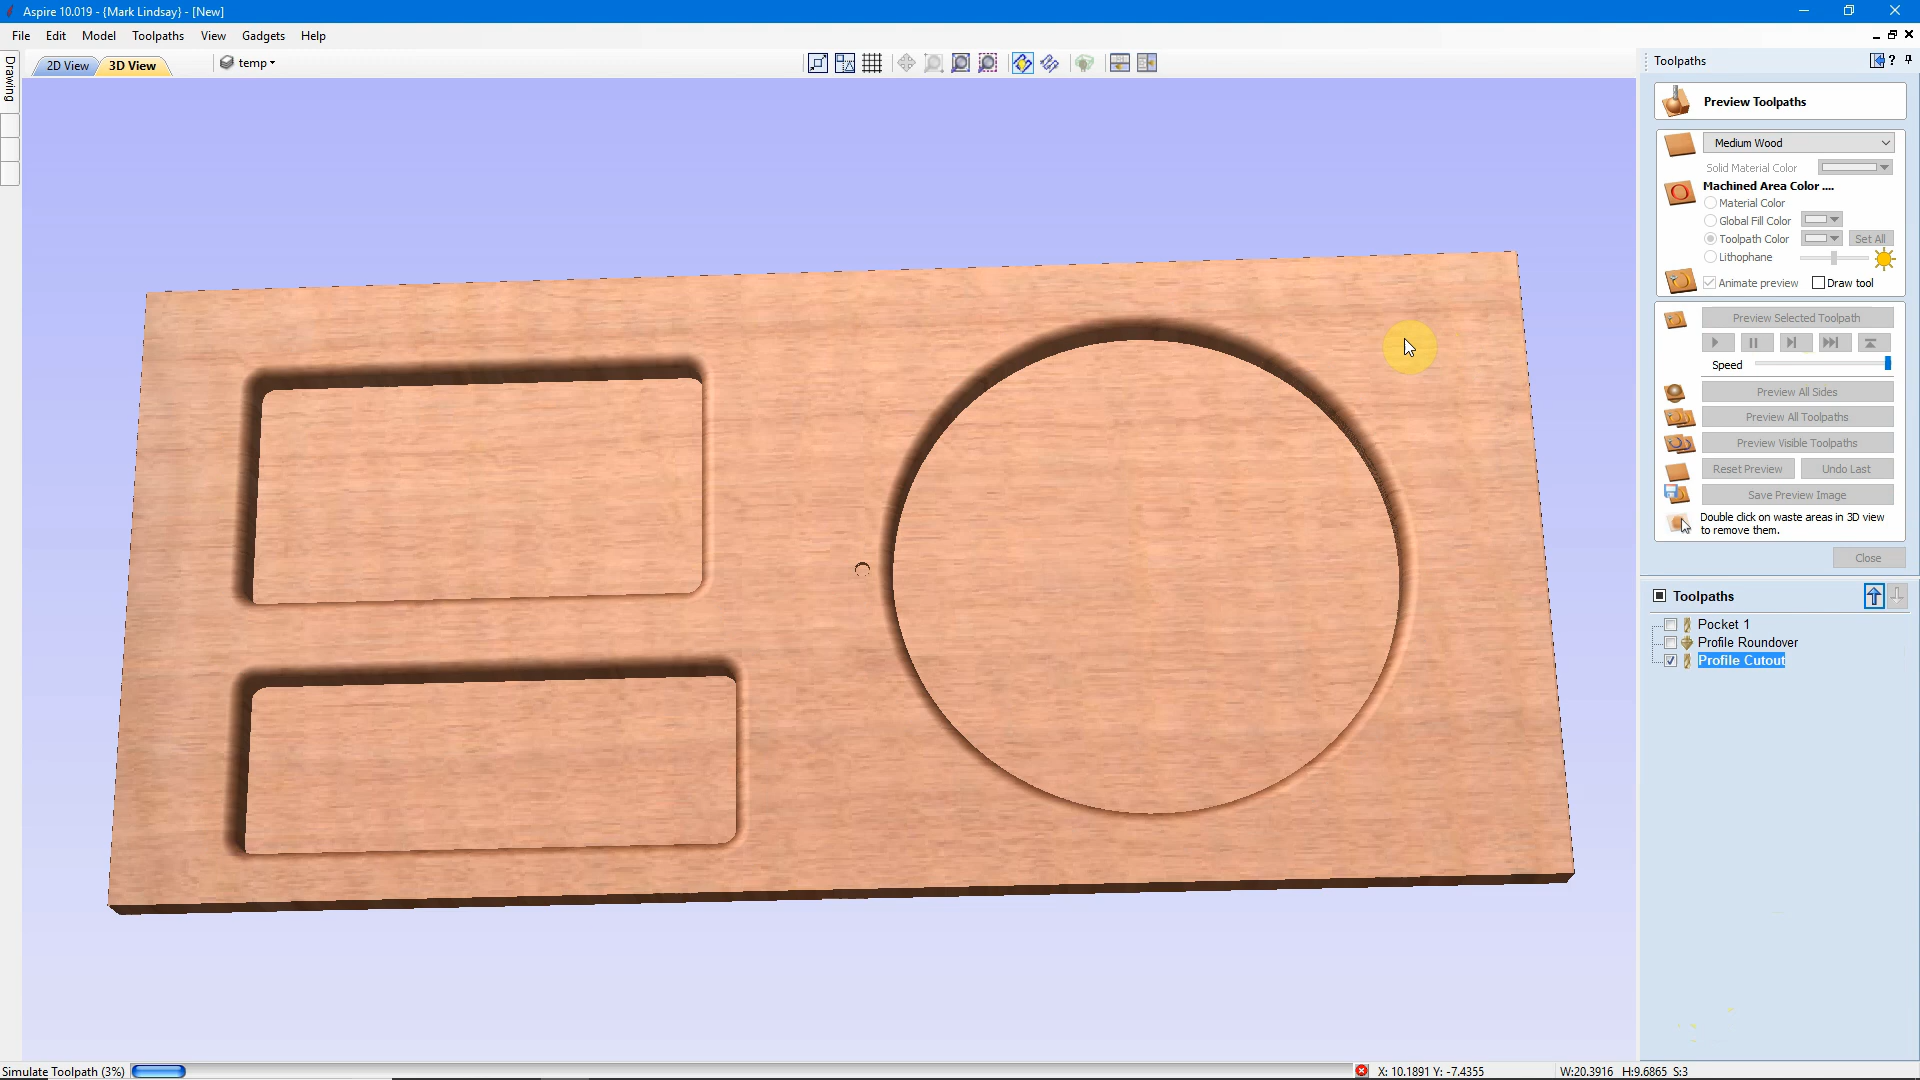 Aspire 10.019 - {Mark Lindsay} - [New]
File Edit Model Toolpaths View Gadgets Help
2D View 3D View temp
Drawing
Toolpaths
?
Preview Toolpaths
Medium Wood
Solid Material Color
Machined Area Color ....
Material Color
Global Fill Color
Toolpath Color Set All
Lithophane
Animate preview Draw tool
Preview Selected Toolpath
Speed
Preview All Sides
Preview All Toolpaths
Preview Visible Toolpaths
Reset Preview Undo Last
Save Preview Image
Double click on waste areas in 3D view
to remove them.
Close
Toolpaths
Pocket 1
Profile Roundover
Profile Cutout
Simulate Toolpath (3%) X: 10.1891 Y: -7.4355 W:20.3916 H:9.6865 S:3